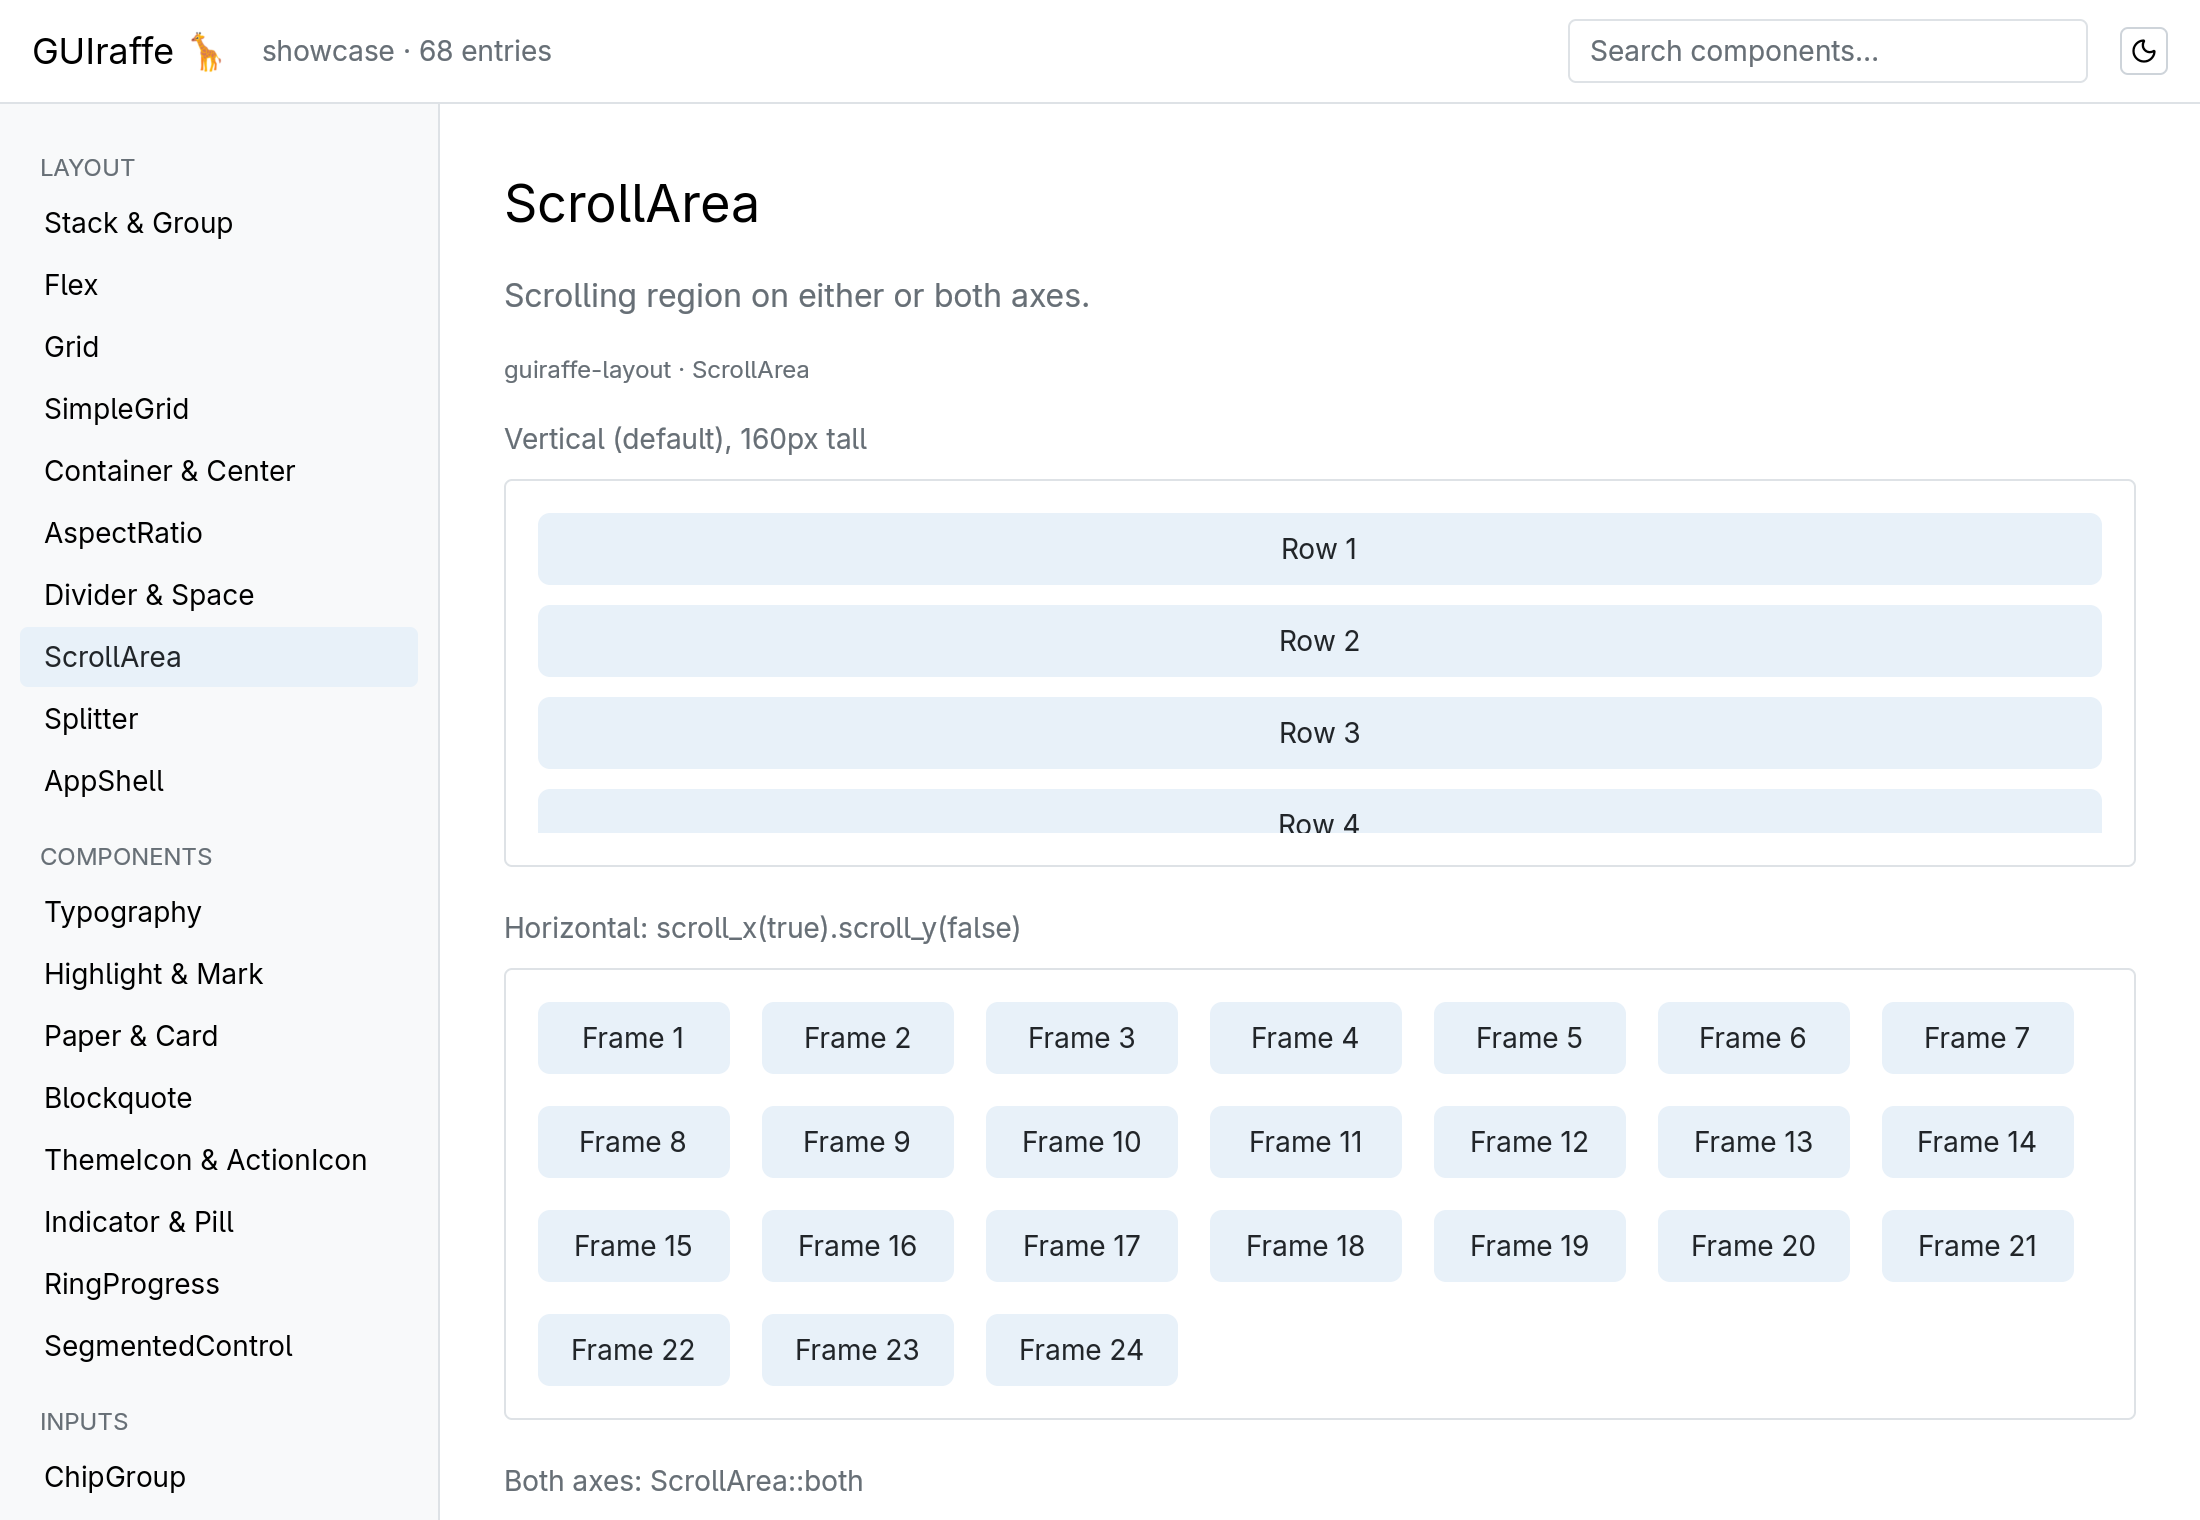 GUIraffe 🦒 showcase · 68 entries Search components...
LAYOUT
Stack & Group
Flex
Grid
SimpleGrid
Container & Center
AspectRatio
Divider & Space
ScrollArea
Splitter
AppShell
COMPONENTS
Typography
Highlight & Mark
Paper & Card
Blockquote
ThemeIcon & ActionIcon
Indicator & Pill
RingProgress
SegmentedControl
INPUTS
ChipGroup
ScrollArea
Scrolling region on either or both axes.
guiraffe-layout · ScrollArea
Vertical (default), 160px tall
Row 1
Row 2
Row 3
Row 4
Horizontal: scroll_x(true).scroll_y(false)
Frame 1 Frame 2 Frame 3 Frame 4 Frame 5 Frame 6 Frame 7
Frame 8 Frame 9 Frame 10 Frame 11 Frame 12 Frame 13 Frame 14
Frame 15 Frame 16 Frame 17 Frame 18 Frame 19 Frame 20 Frame 21
Frame 22 Frame 23 Frame 24
Both axes: ScrollArea::both